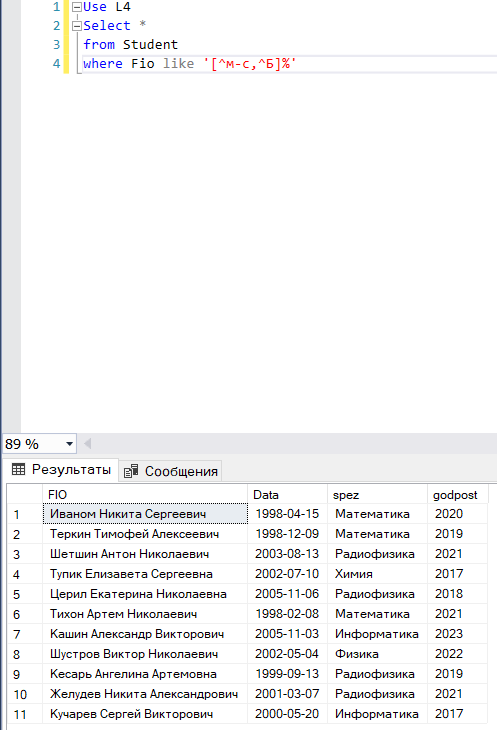 1 Use L4
2 Select *
3 from Student
4 where Fio like '[^м-с,^Б]%'
89 %
Результаты Сообщения
FIO Data spez godpost
1 Иваном Никита Сергеевич 1998-04-15 Математика 2020
2 Теркин Тимофей Алексеевич 1998-12-09 Математика 2019
3 Шетшин Антон Николаевич 2003-08-13 Радиофизика 2021
4 Тупик Елизавета Сергеевна 2002-07-10 Химия 2017
5 Церил Екатерина Николаевна 2005-11-06 Радиофизика 2018
6 Тихон Артем Николаевич 1998-02-08 Математика 2021
7 Кашин Александр Викторович 2005-11-03 Информатика 2023
8 Шустров Виктор Николаевич 2002-05-04 Физика 2022
9 Кесарь Ангелина Артемовна 1999-09-13 Радиофизика 2019
10 Желудев Никита Александрович 2001-03-07 Радиофизика 2021
11 Кучарев Сергей Викторович 2000-05-20 Информатика 2017